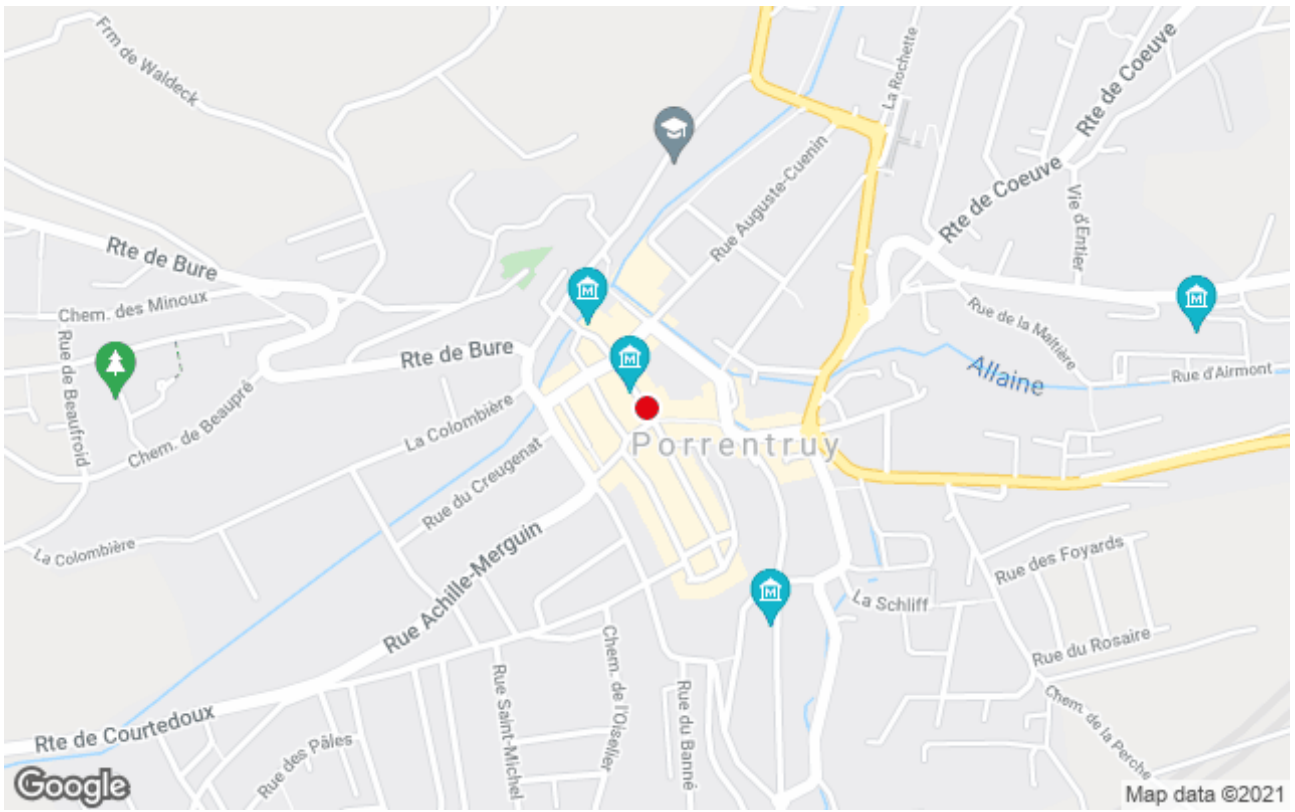 Frm de Waldeck
La Rochette
Rte de Coeuve
Rue Auguste-Cuenin
Rte de Coeuve
Vie d'Entier
Rte de Bure
Chem. des Minoux
Rue de la Maltière
Rue de Beaufroid
Rte de Bure
Allaine
Rue d'Airmont
Chem. de Beaupré
La Colombière
Porrentruy
Rue du Creugenat
La Colombière
Rue Achille-Merguin
Rue des Foyards
La Schliff
Rue du Rosaire
Chem. de l'Oiselier
Rue Saint-Michel
Rue du Banné
Chem. de la Perche
Rte de Courtedoux
Rue des Pâles
Google
Map data ©2021
M
M
M
M